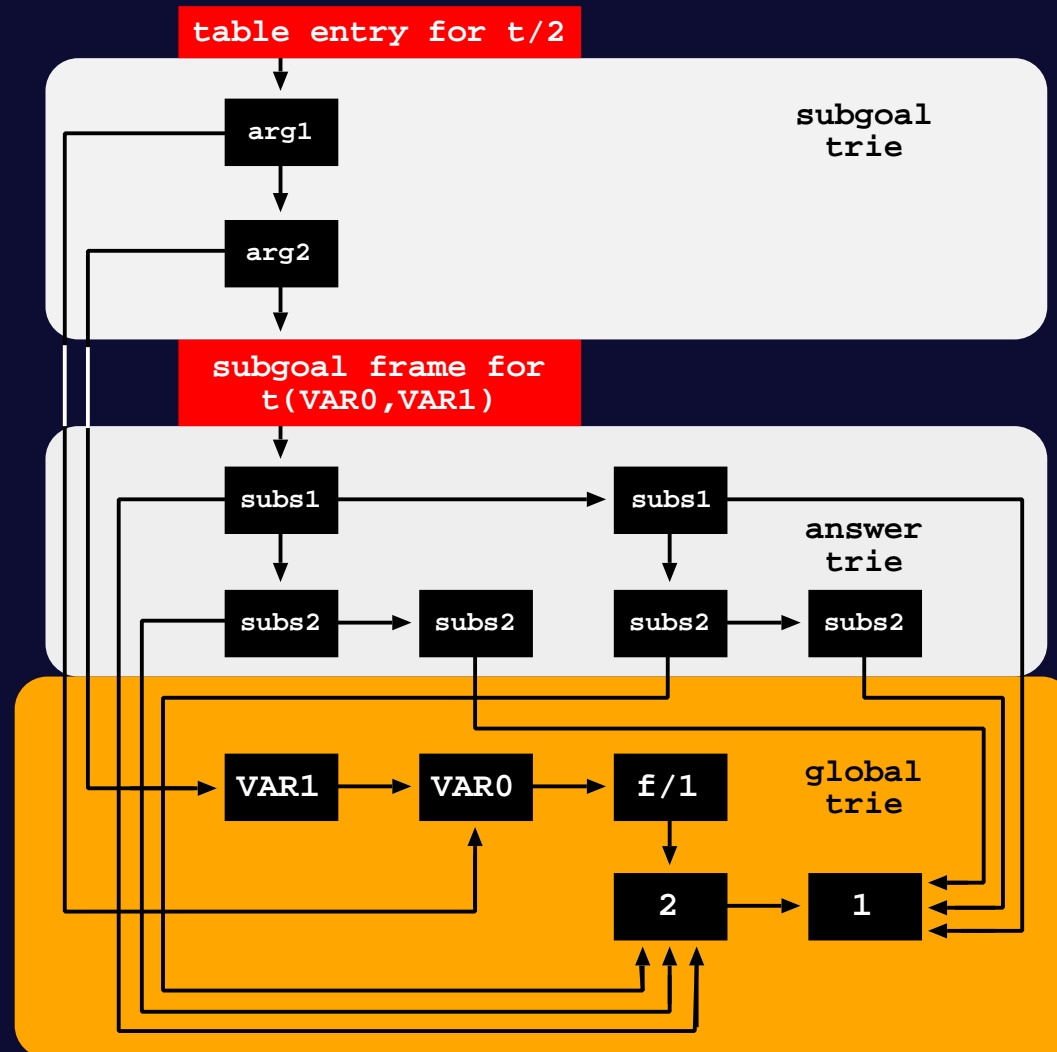 table entry for t/2
arg1
subgoal
trie
arg2
subgoal frame for
t(VAR0,VAR1)
subs1
subs1
answer
trie
subs2
subs2
subs2
subs2
VAR1
VAR0
f/1
global
trie
2
1